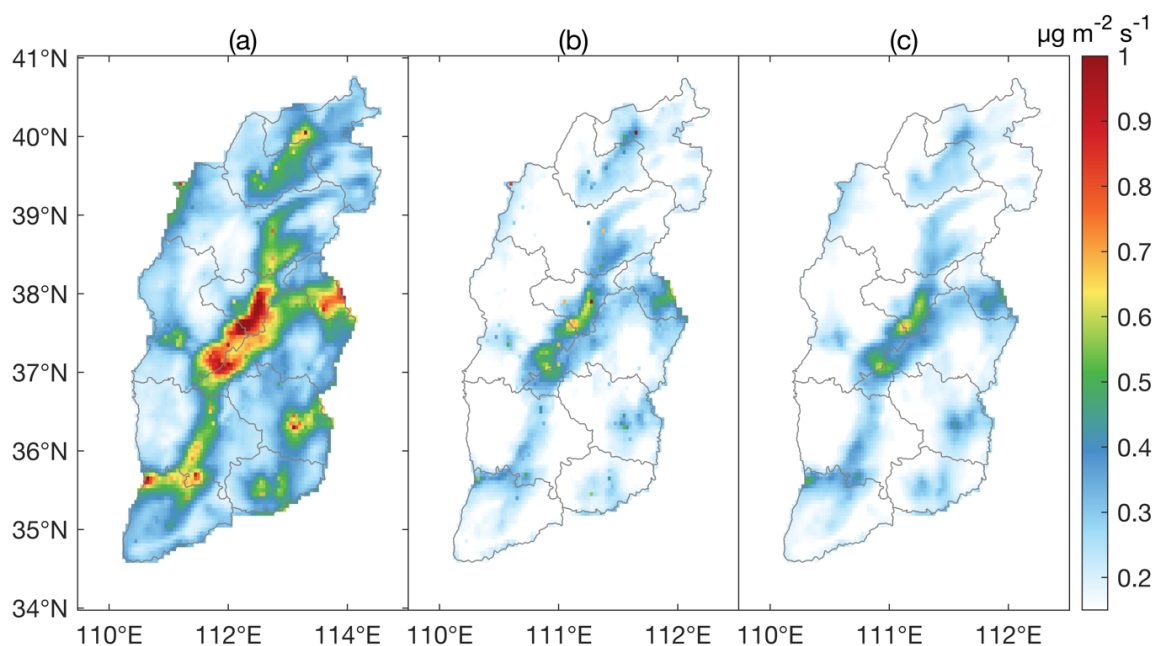 (a) (b) (c) µg m⁻² s⁻¹
41°N 1
40°N 0.9
39°N 0.8
38°N 0.7
0.6
37°N 0.5
36°N 0.4
35°N 0.3
34°N 0.2
110°E 112°E 114°E 110°E 111°E 112°E 110°E 111°E 112°E